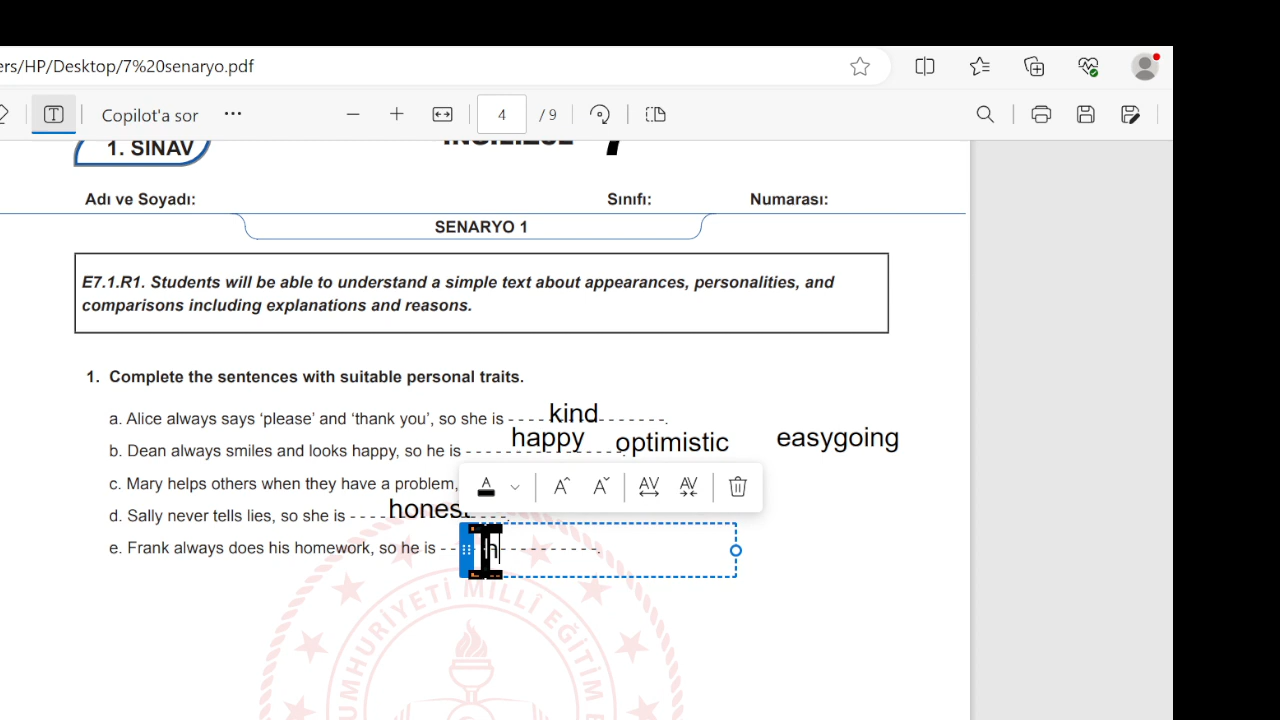 ers/HP/Desktop/7%20senaryo.pdf
Copilot'a sor ... 4 / 9
1. SINAV
İNGİLİZCE 7
Adı ve Soyadı: Sınıfı: Numarası:
SENARYO 1
E7.1.R1. Students will be able to understand a simple text about appearances, personalities, and
comparisons including explanations and reasons.
1. Complete the sentences with suitable personal traits.
a. Alice always says ‘please’ and ‘thank you’, so she is - - - - kind - - - - - - -.
b. Dean always smiles and looks happy, so he is - - - - happy - - - -. optimistic easygoing
c. Mary helps others when they have a problem,
d. Sally never tells lies, so she is - - - - honest - - - -.
e. Frank always does his homework, so he is - - h - - - - - - - - - -.
T.C.